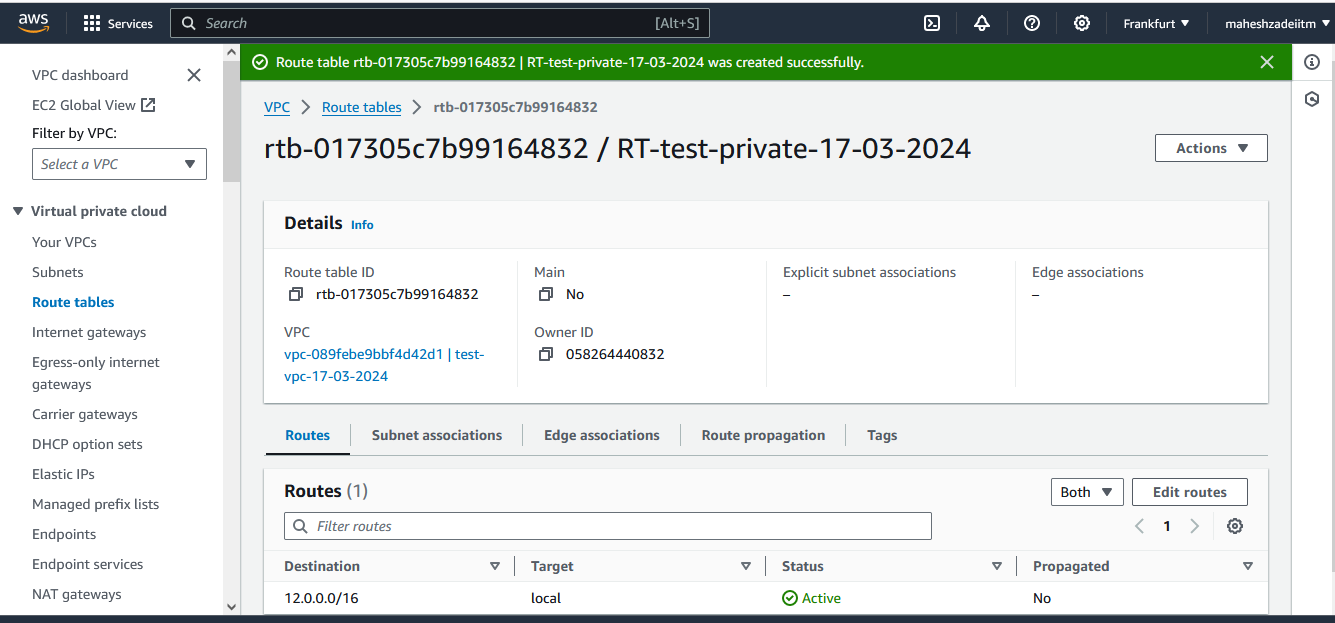 aws
Services
Search
[Alt+S]
Frankfurt
maheshzadeiitm
VPC dashboard
EC2 Global View
Filter by VPC:
Select a VPC
Virtual private cloud
Your VPCs
Subnets
Route tables
Internet gateways
Egress-only internet
gateways
Carrier gateways
DHCP option sets
Elastic IPs
Managed prefix lists
Endpoints
Endpoint services
NAT gateways
Route table rtb-017305c7b99164832 | RT-test-private-17-03-2024 was created successfully.
VPC > Route tables > rtb-017305c7b99164832
rtb-017305c7b99164832 / RT-test-private-17-03-2024
Actions
Details Info
Route table ID
rtb-017305c7b99164832
Main
No
Explicit subnet associations
–
Edge associations
–
VPC
vpc-089febe9bbf4d42d1 | test-
vpc-17-03-2024
Owner ID
058264440832
Routes
Subnet associations
Edge associations
Route propagation
Tags
Routes (1)
Both
Edit routes
Filter routes
1
Destination
Target
Status
Propagated
12.0.0.0/16
local
Active
No